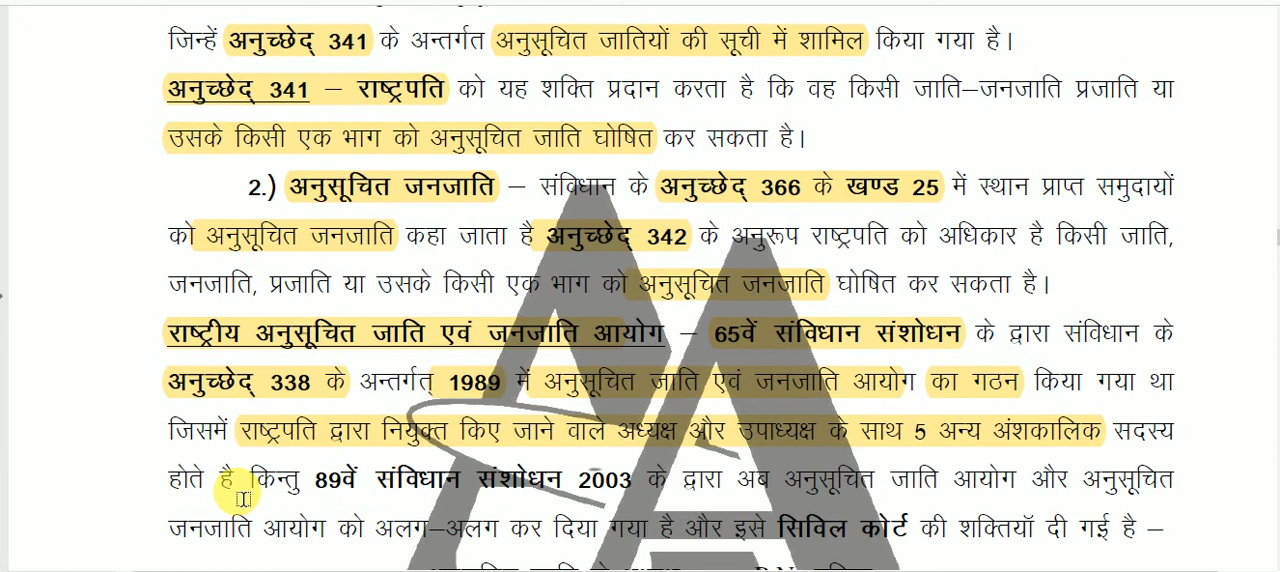 जिन्हें अनुच्छेद् 341 के अन्तर्गत अनुसूचित जातियों की सूची में शामिल किया गया है।
अनुच्छेद् 341 – राष्ट्रपति को यह शक्ति प्रदान करता है कि वह किसी जाति–जनजाति प्रजाति या
उसके किसी एक भाग को अनुसूचित जाति घोषित कर सकता है।
2.) अनुसूचित जनजाति – संविधान के अनुच्छेद् 366 के खण्ड 25 में स्थान प्राप्त समुदायों
को अनुसूचित जनजाति कहा जाता है अनुच्छेद् 342 के अनुरूप राष्ट्रपति को अधिकार है किसी जाति,
जनजाति, प्रजाति या उसके किसी एक भाग को अनुसूचित जनजाति घोषित कर सकता है।
राष्ट्रीय अनुसूचित जाति एवं जनजाति आयोग – 65वें संविधान संशोधन के द्वारा संविधान के
अनुच्छेद् 338 के अन्तर्गत् 1989 में अनुसूचित जाति एवं जनजाति आयोग का गठन किया गया था
जिसमें राष्ट्रपति द्वारा नियुक्त किए जाने वाले अध्यक्ष और उपाध्यक्ष के साथ 5 अन्य अंशकालिक सदस्य
होते है किन्तु 89वें संविधान संशोधन 2003 के द्वारा अब अनुसूचित जाति आयोग और अनुसूचित
जनजाति आयोग को अलग–अलग कर दिया गया है और इसे सिविल कोर्ट की शक्तियॉ दी गई है –